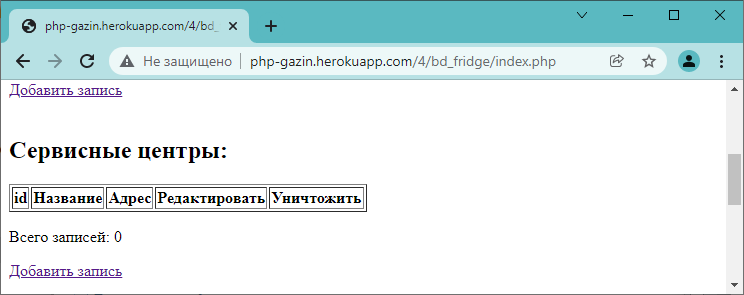 php-gazin.herokuapp.com/4/bd_
Не защищено
php-gazin.herokuapp.com/4/bd_fridge/index.php
Добавить запись
Сервисные центры:
id Название Адрес Редактировать Уничтожить
Всего записей: 0
Добавить запись